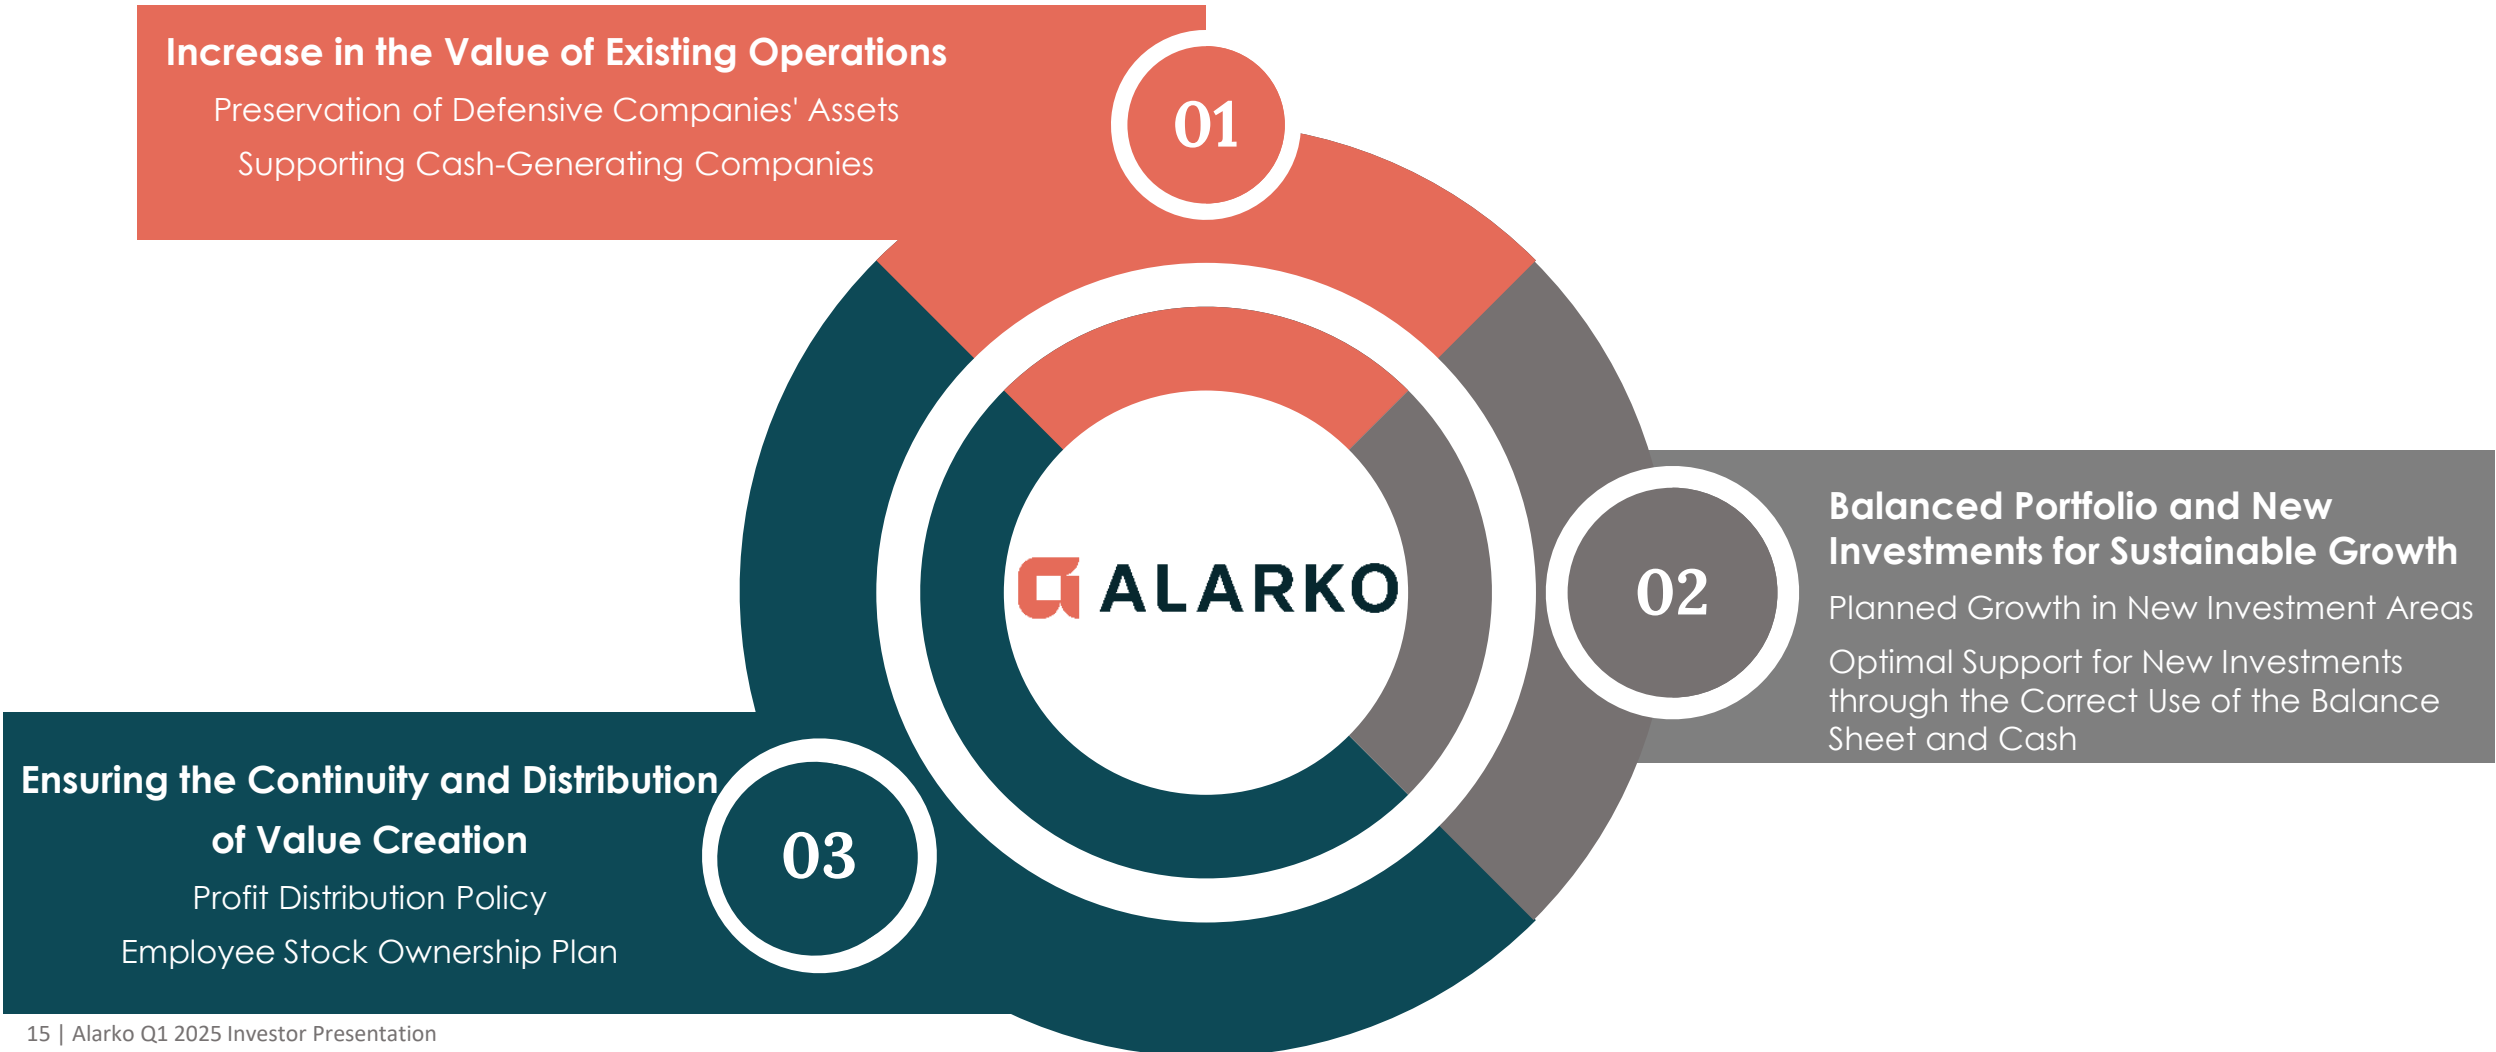 Increase in the Value of Existing Operations
Preservation of Defensive Companies' Assets
Supporting Cash-Generating Companies
01
ALARKO
02
Balanced Portfolio and New
Investments for Sustainable Growth
Planned Growth in New Investment Areas
Optimal Support for New Investments
through the Correct Use of the Balance
Sheet and Cash
Ensuring the Continuity and Distribution
of Value Creation
Profit Distribution Policy
Employee Stock Ownership Plan
03
15 | Alarko Q1 2025 Investor Presentation